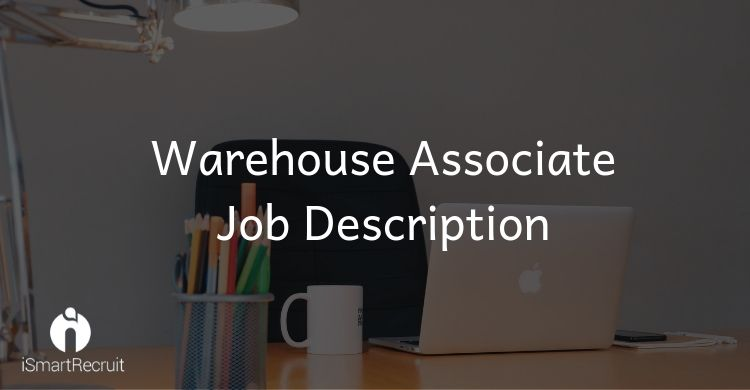 Warehouse Associate
Job Description
iSmartRecruit